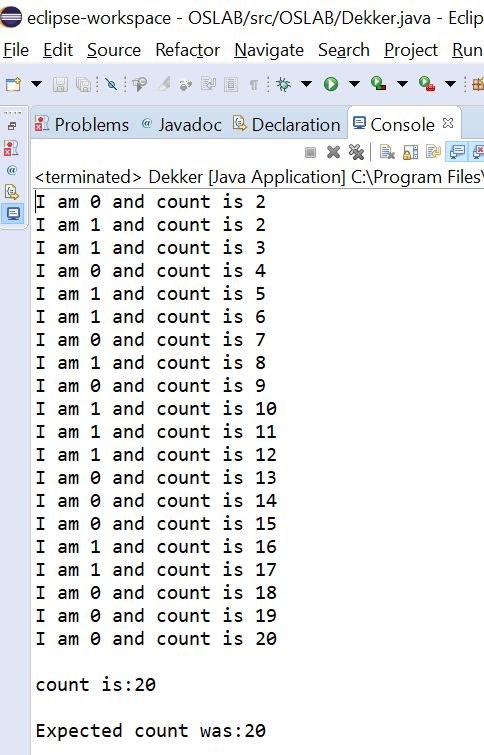 eclipse-workspace - OSLAB/src/OSLAB/Dekker.java - Eclip
File Edit Source Refactor Navigate Search Project Run
Problems @ Javadoc Declaration Console
<terminated> Dekker [Java Application] C:\Program Files\
I am 0 and count is 2
I am 1 and count is 2
I am 1 and count is 3
I am 0 and count is 4
I am 1 and count is 5
I am 1 and count is 6
I am 0 and count is 7
I am 1 and count is 8
I am 0 and count is 9
I am 1 and count is 10
I am 1 and count is 11
I am 1 and count is 12
I am 0 and count is 13
I am 0 and count is 14
I am 0 and count is 15
I am 1 and count is 16
I am 1 and count is 17
I am 0 and count is 18
I am 0 and count is 19
I am 0 and count is 20
count is:20
Expected count was:20